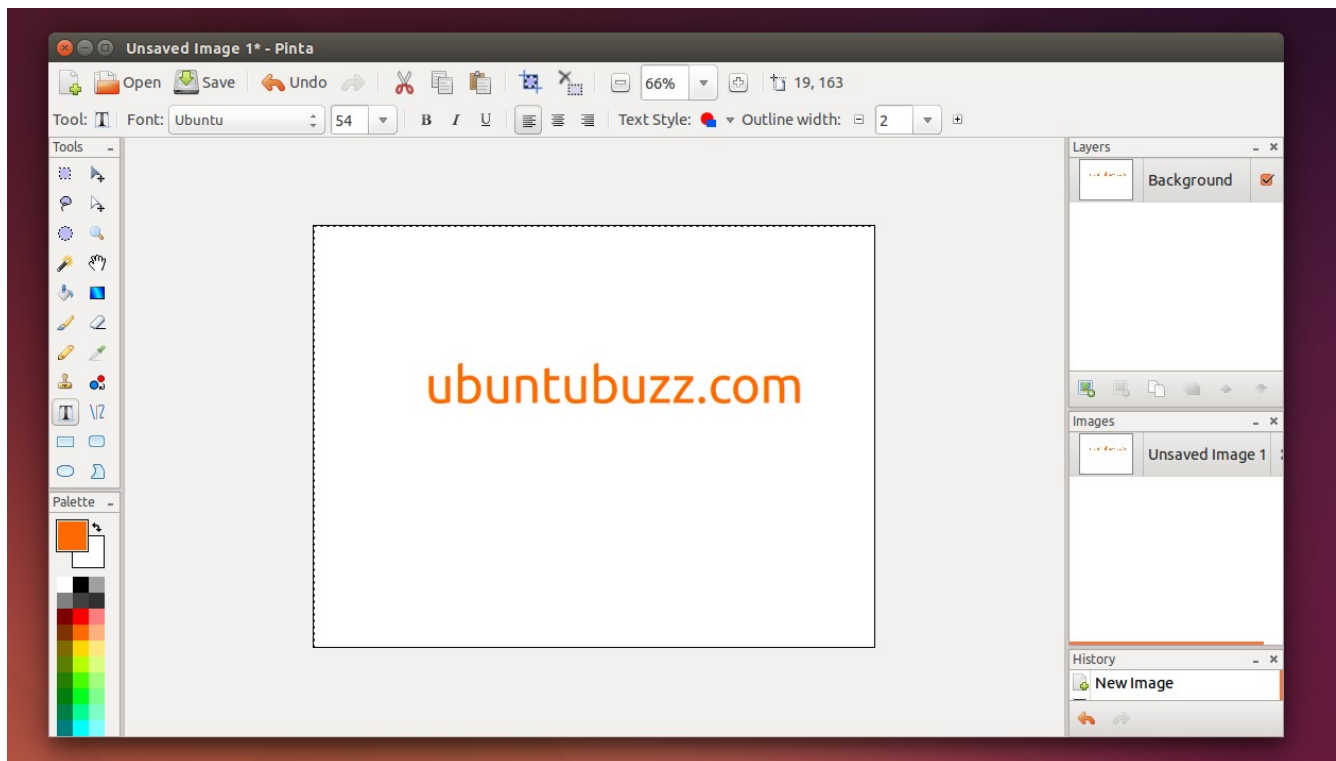 Unsaved Image 1* - Pinta
Open Save Undo 66% 19, 163
Tool: T Font: Ubuntu 54 B I U Text Style: Outline width: 2
Tools
Layers
Background
ubuntubuzz.com
Images
Unsaved Image 1
Palette
History
New Image